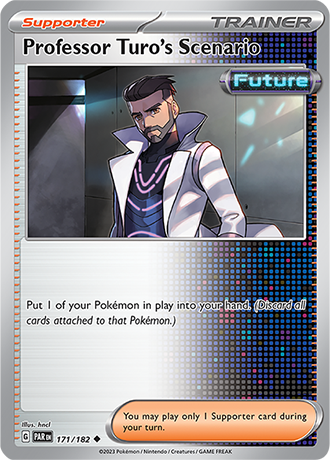 Supporter TRAINER
Professor Turo's Scenario
Future
Put 1 of your Pokémon in play into your hand. (Discard all
cards attached to that Pokémon.)
Illus. hncl
You may play only 1 Supporter card during
your turn.
G PAR EN 171/182 ◆
©2023 Pokémon / Nintendo / Creatures / GAME FREAK